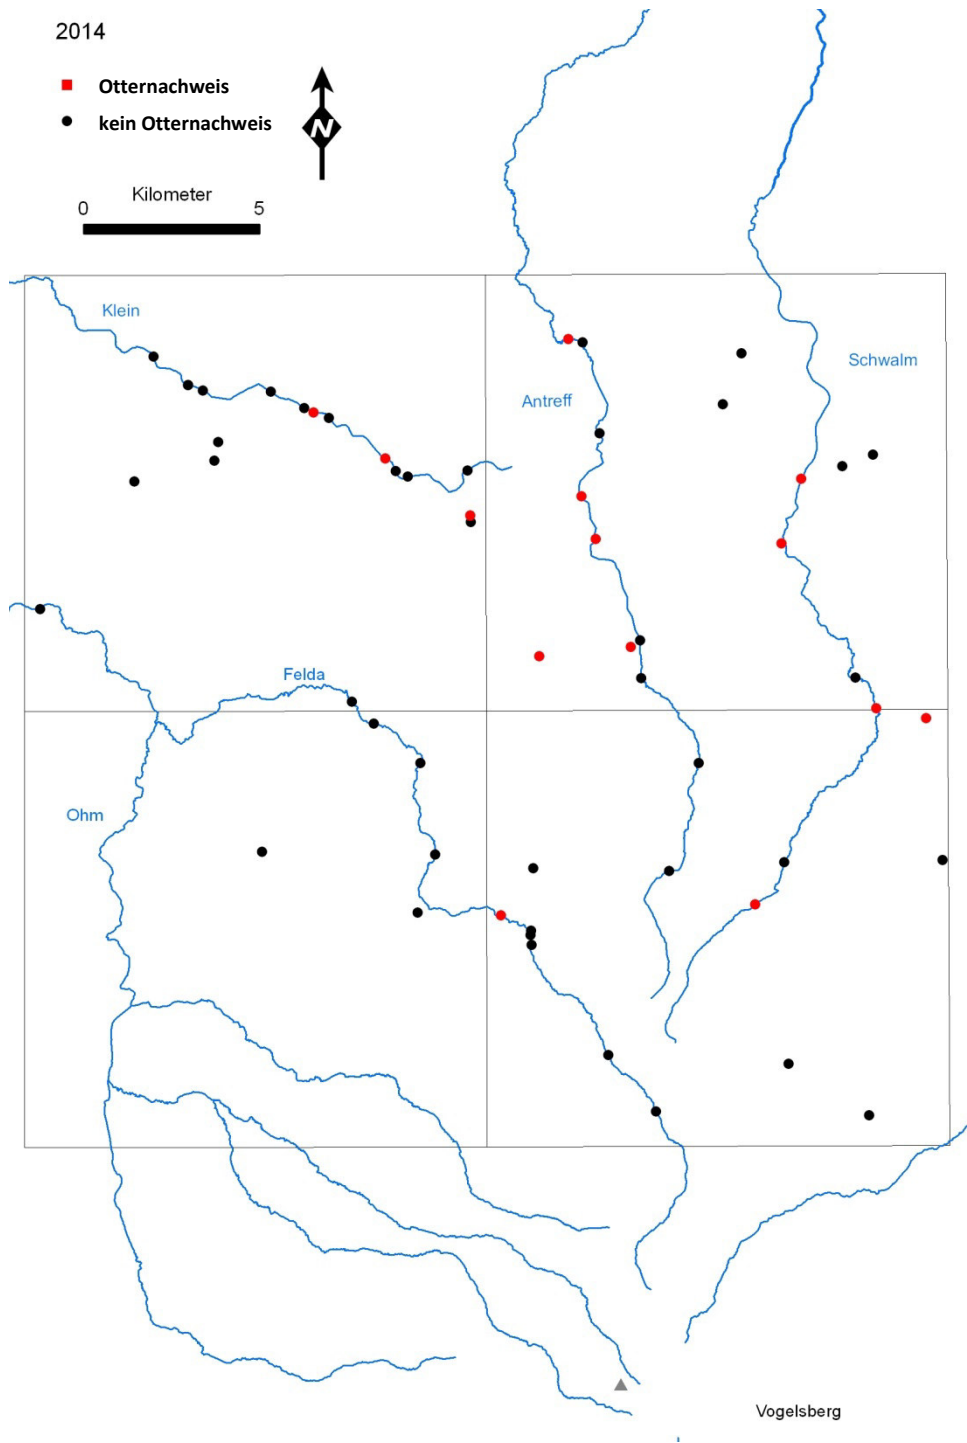 2014
Otternachweis
kein Otternachweis
N
Kilometer
0 5
Klein
Schwalm
Antreff
Felda
Ohm
Vogelsberg